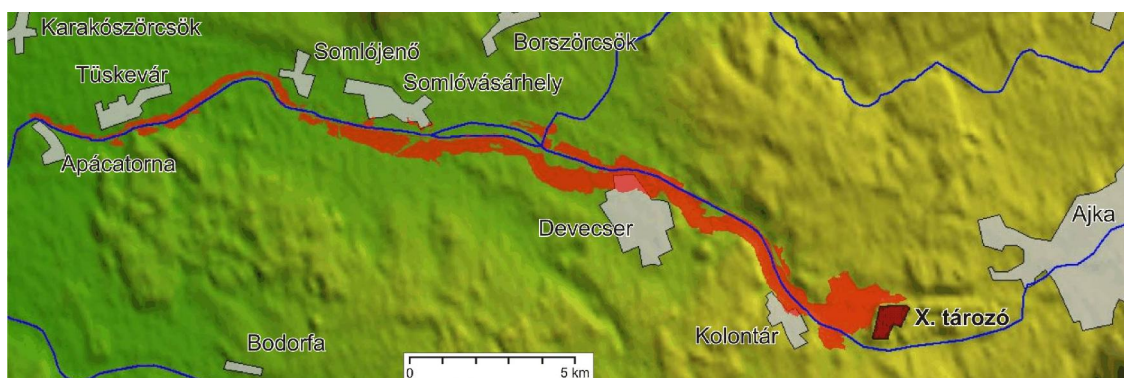 Karakószörcsök
Borszörcsök
Somlójenő
Tüskevár
Somlóvásárhely
Apácatorna
Ajka
Devecser
X. tározó
Kolontár
Bodorfa
0 5 km